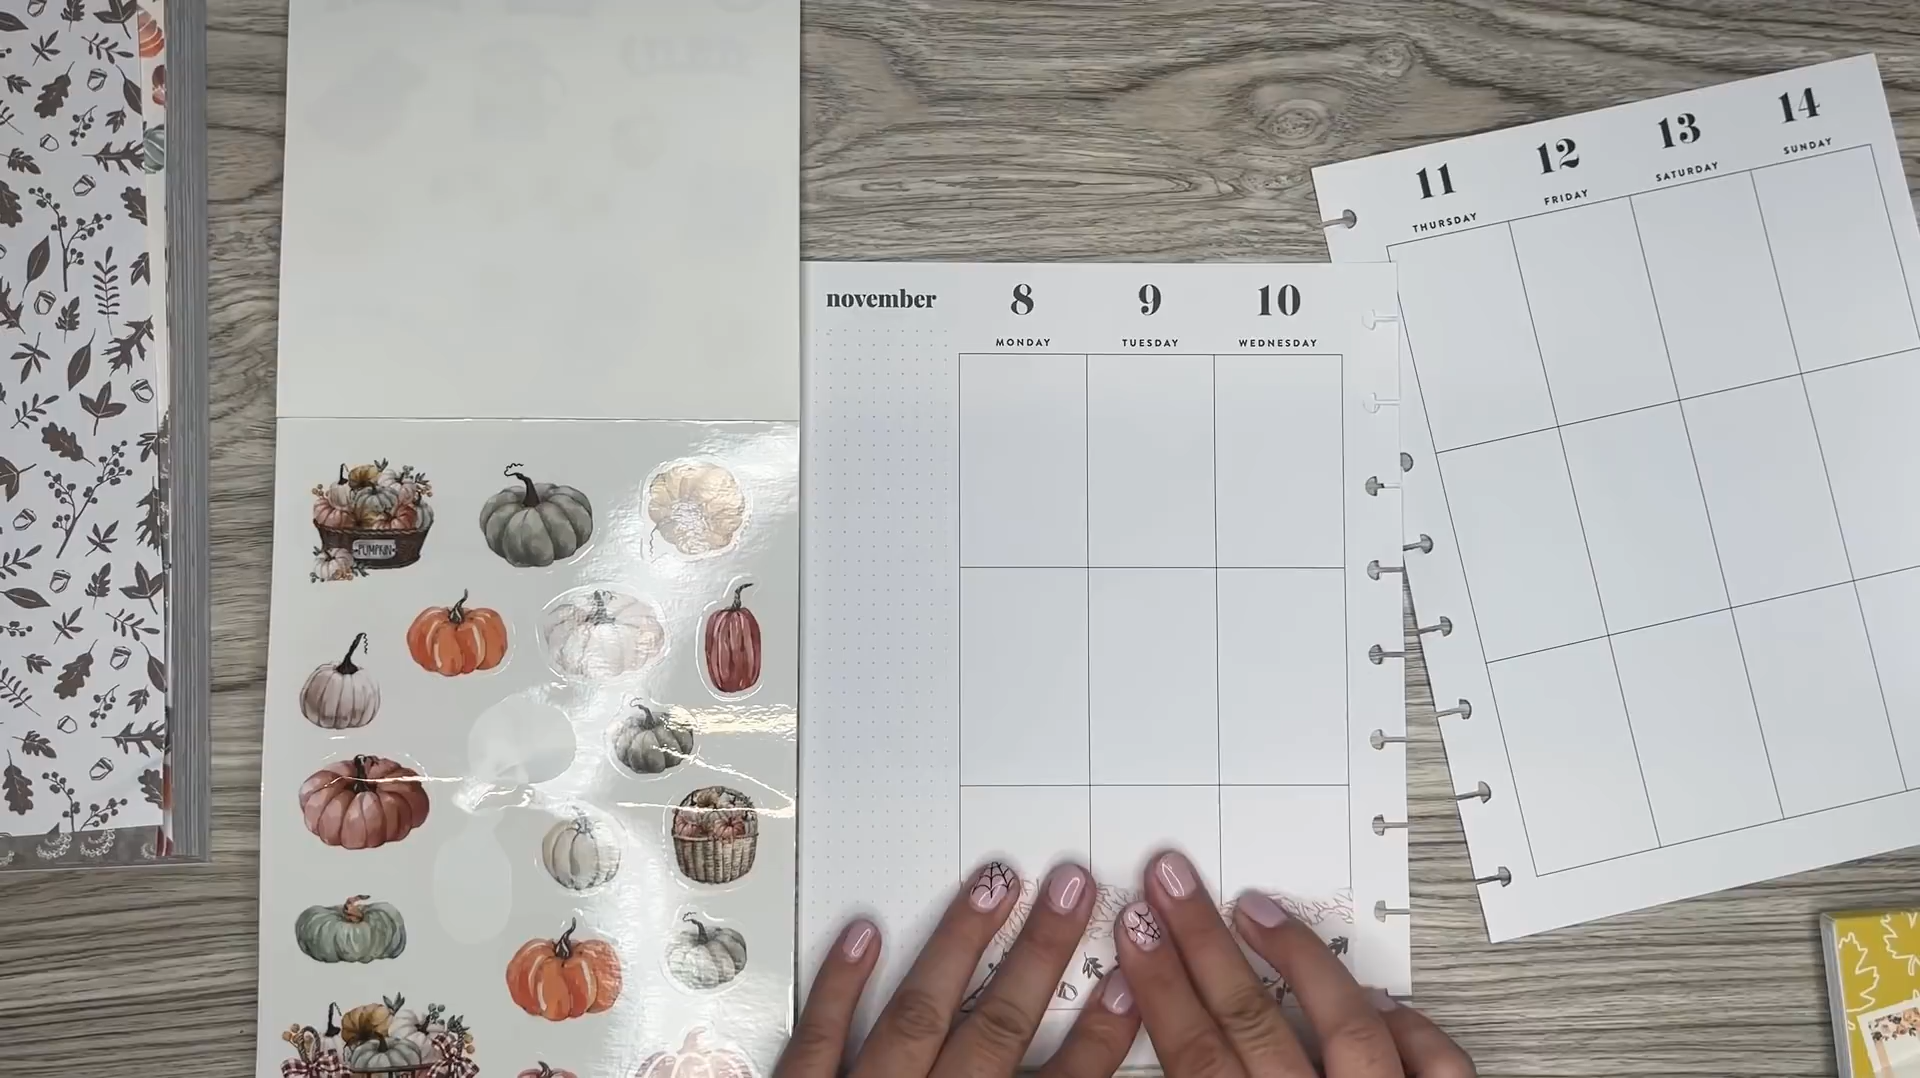 november
8
MONDAY
9
TUESDAY
10
WEDNESDAY
11
THURSDAY
12
FRIDAY
13
SATURDAY
14
SUNDAY
PUMPKIN